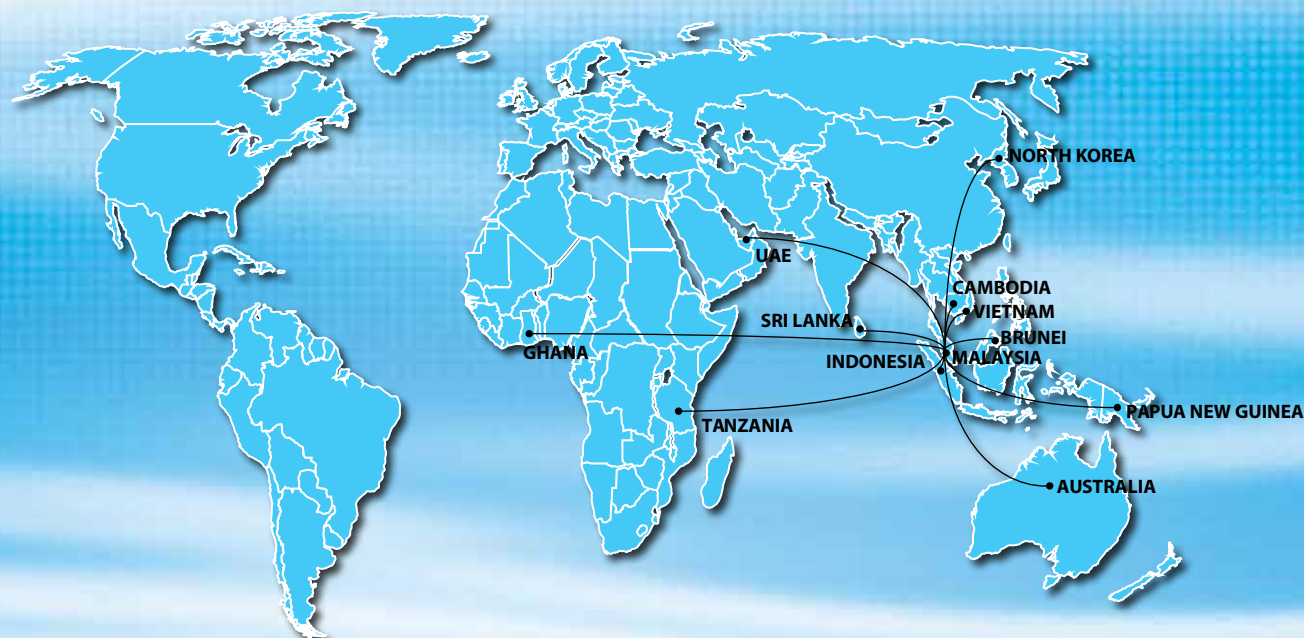 NORTH KOREA
UAE
CAMBODIA
VIETNAM
SRI LANKA
BRUNEI
GHANA
INDONESIA
MALAYSIA
PAPUA NEW GUINEA
TANZANIA
AUSTRALIA